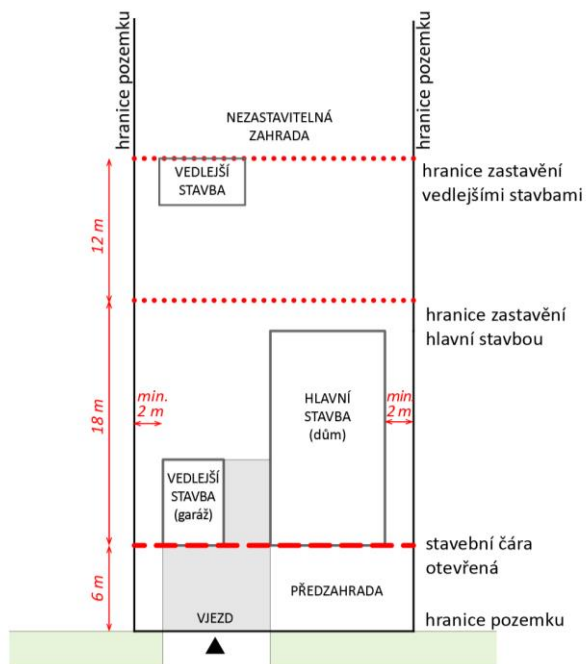 hranice pozemku
hranice pozemku
NEZASTAVITELNÁ
ZAHRADA
VEDLEJŠÍ
STAVBA
hranice zastavění
vedlejšími stavbami
12 m
hranice zastavění
hlavní stavbou
18 m
min.
2 m
HLAVNÍ
STAVBA
(dům)
min.
2 m
VEDLEJŠÍ
STAVBA
(garáž)
stavební čára
otevřená
6 m
PŘEDZAHRADA
VJEZD
hranice pozemku